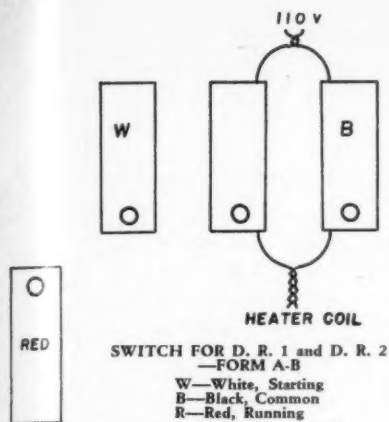 110 V
W
B
RED
HEATER COIL
SWITCH FOR D. R. 1 and D. R. 2
—FORM A-B
W—White, Starting
B—Black, Common
R—Red, Running